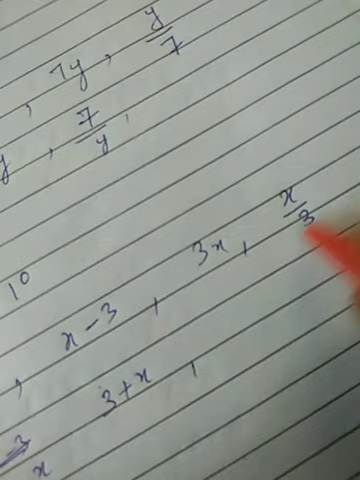 , 7y, y/7
y, 7/y,
10
, x-3, 3x, x/3
3+x,
x